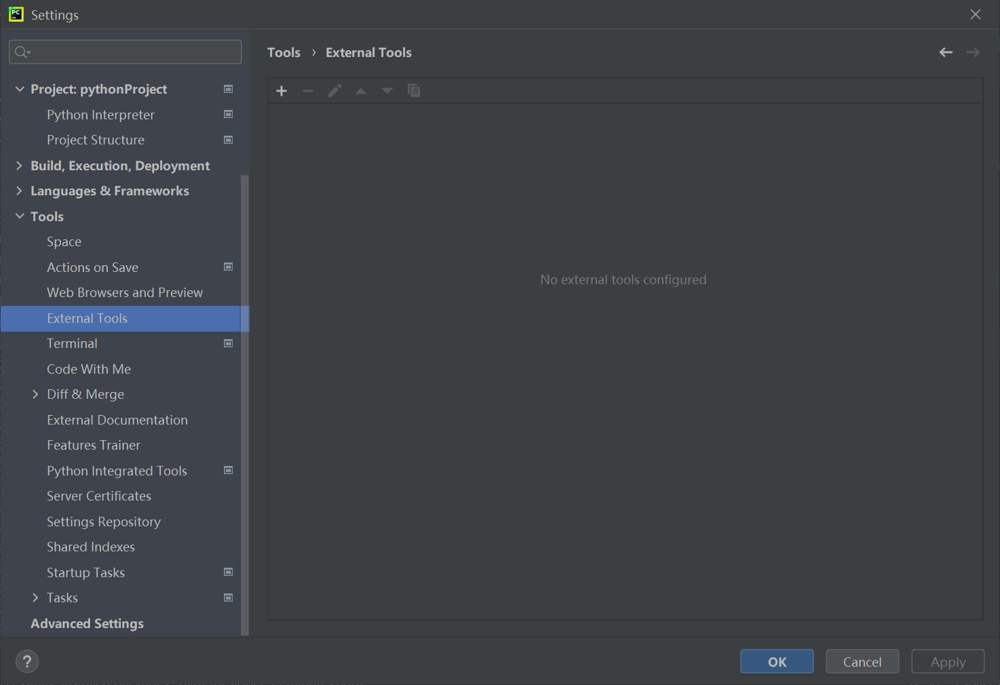 PC
Settings
Tools › External Tools
Project: pythonProject
Python Interpreter
Project Structure
Build, Execution, Deployment
Languages & Frameworks
Tools
Space
Actions on Save
Web Browsers and Preview
External Tools
Terminal
Code With Me
Diff & Merge
External Documentation
Features Trainer
Python Integrated Tools
Server Certificates
Settings Repository
Shared Indexes
Startup Tasks
Tasks
Advanced Settings
No external tools configured
?
OK
Cancel
Apply